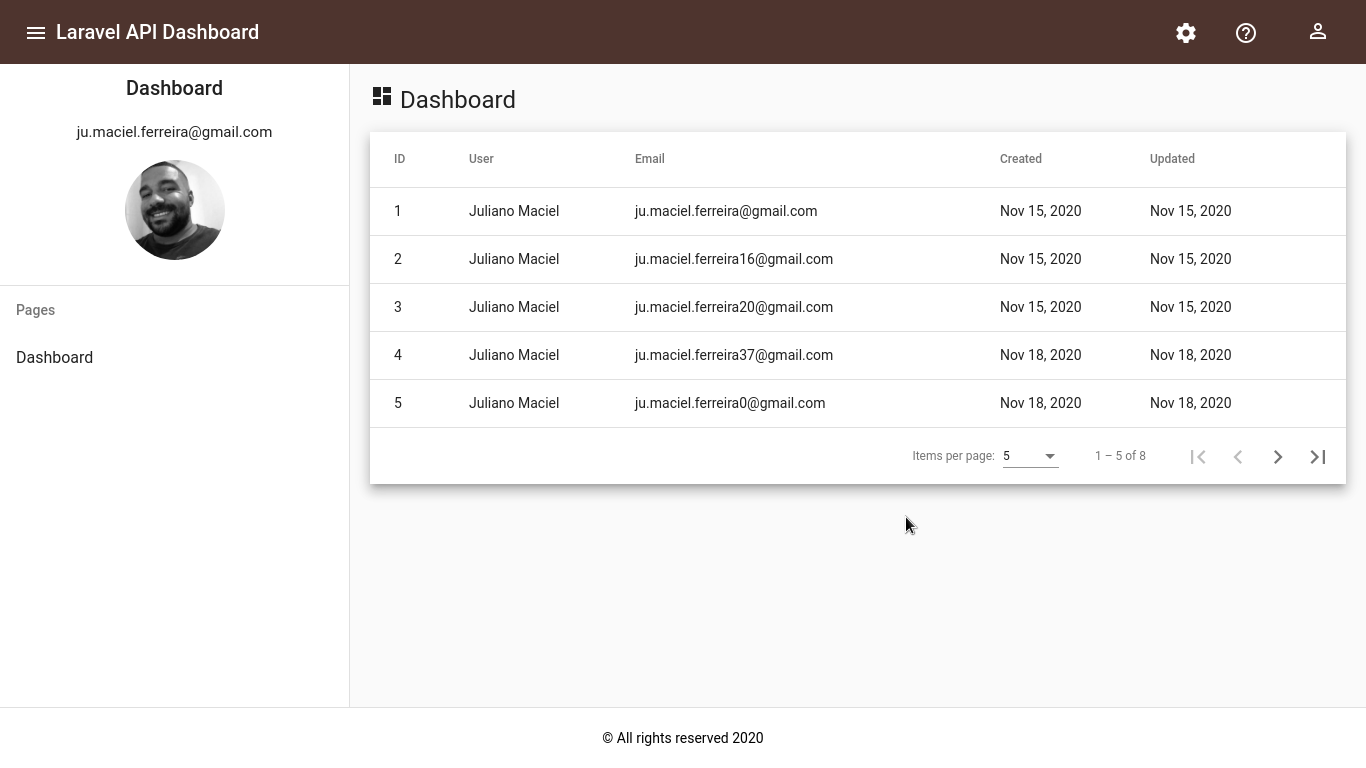 Laravel API Dashboard
Dashboard
ju.maciel.ferreira@gmail.com
Pages
Dashboard
Dashboard
ID User Email Created Updated
1 Juliano Maciel ju.maciel.ferreira@gmail.com Nov 15, 2020 Nov 15, 2020
2 Juliano Maciel ju.maciel.ferreira16@gmail.com Nov 15, 2020 Nov 15, 2020
3 Juliano Maciel ju.maciel.ferreira20@gmail.com Nov 15, 2020 Nov 15, 2020
4 Juliano Maciel ju.maciel.ferreira37@gmail.com Nov 18, 2020 Nov 18, 2020
5 Juliano Maciel ju.maciel.ferreira0@gmail.com Nov 18, 2020 Nov 18, 2020
Items per page: 5 1 – 5 of 8
© All rights reserved 2020